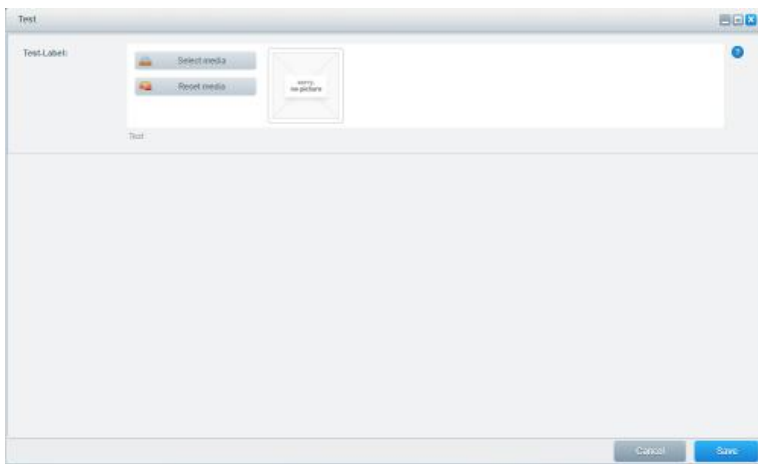 Test
Test-Label:
Select media
Reset media
sorry,
no picture
Test
Cancel
Save